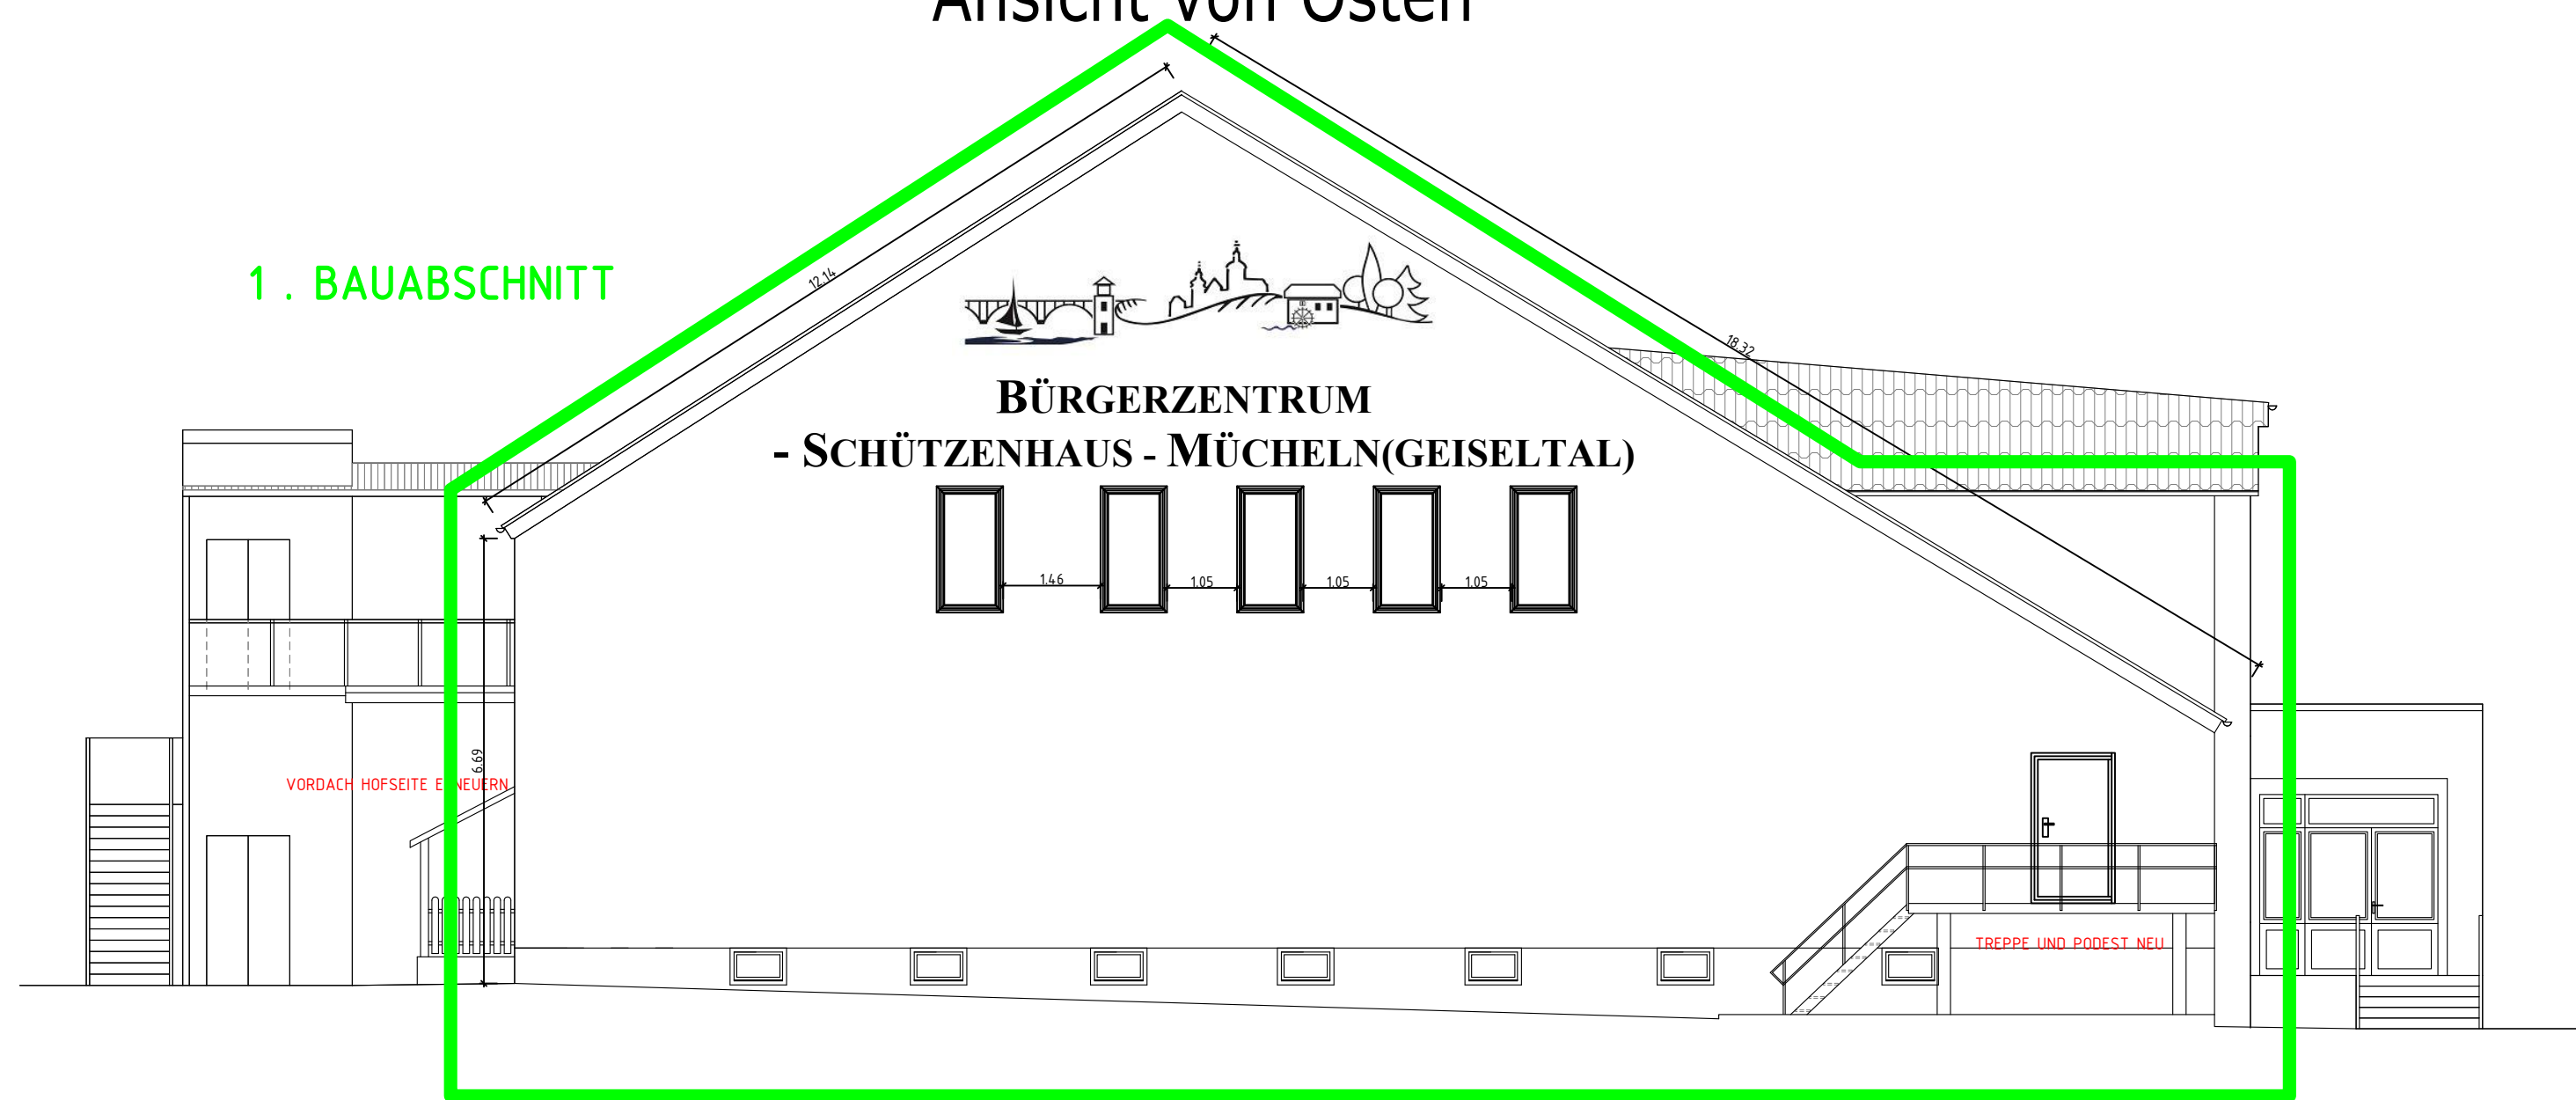 Ansicht von Osten
12.14
18.32
1 . BAUABSCHNITT
BÜRGERZENTRUM
- SCHÜTZENHAUS - MÜCHELN(GEISELTAL)
1.46
1.05
1.05
1.05
6.69
VORDACH HOFSEITE ERNEUERN
TREPPE UND PODEST NEU